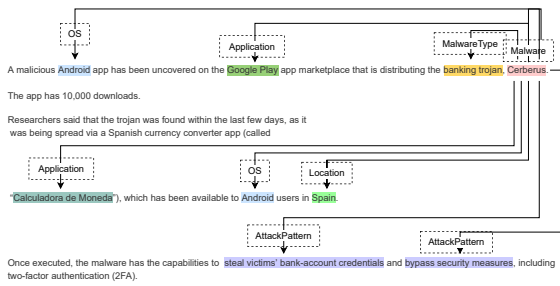 OS
Application
MalwareType
Malware
A malicious Android app has been uncovered on the Google Play app marketplace that is distributing the banking trojan, Cerberus.
The app has 10,000 downloads.
Researchers said that the trojan was found within the last few days, as it
was being spread via a Spanish currency converter app (called
Application
OS
Location
“Calculadora de Moneda”), which has been available to Android users in Spain.
AttackPattern
AttackPattern
Once executed, the malware has the capabilities to steal victims’ bank-account credentials and bypass security measures, including
two-factor authentication (2FA).